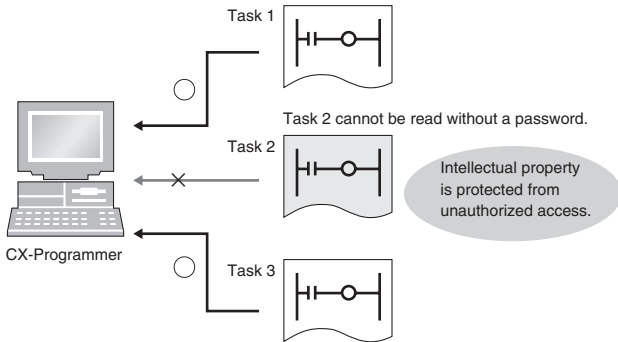 Task 1
Task 2 cannot be read without a password.
Task 2
Intellectual property
is protected from
unauthorized access.
CX-Programmer
Task 3